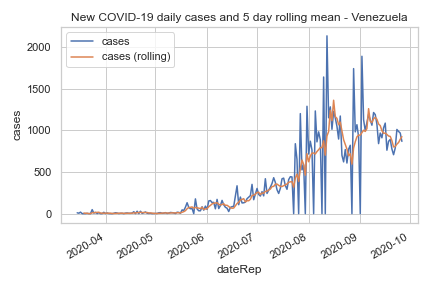 New COVID-19 daily cases and 5 day rolling mean - Venezuela
cases
cases (rolling)
cases
2000
1500
1000
500
0
2020-04
2020-05
2020-06
2020-07
2020-08
2020-09
2020-10
dateRep